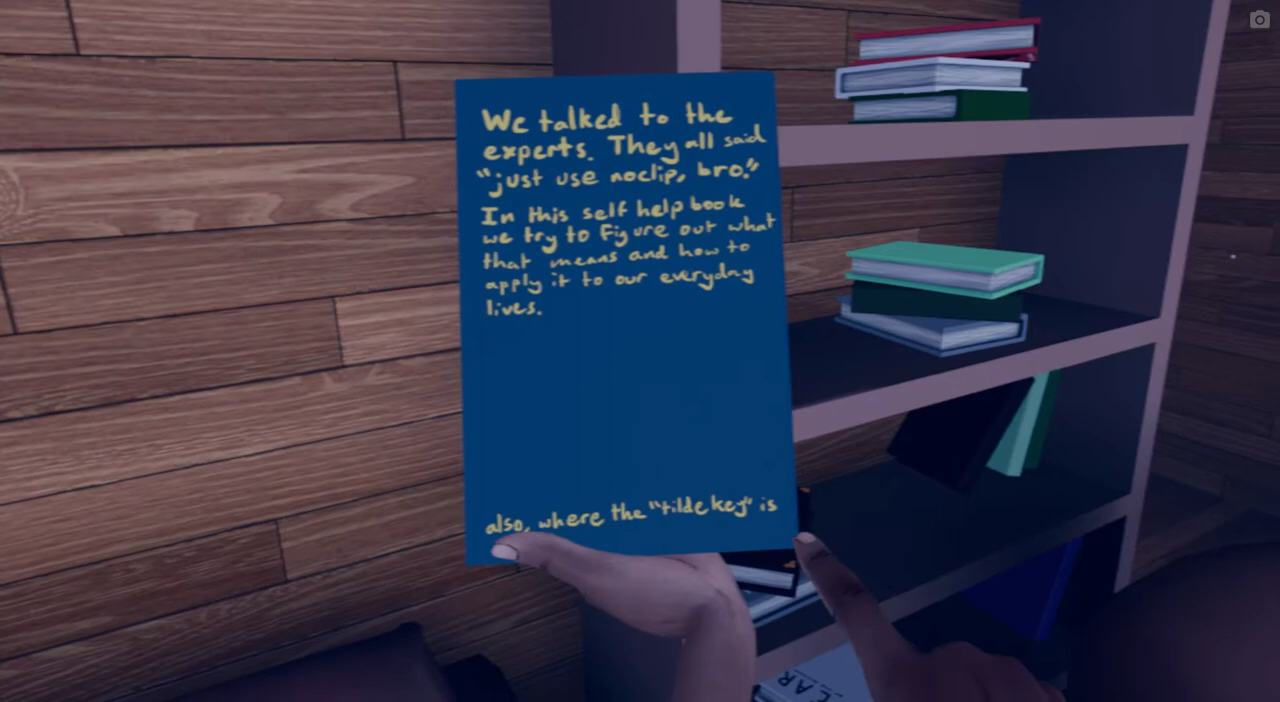 We talked to the
experts. They all said
"just use noclip, bro."
In this self help book
we try to Figure out what
that means and how to
apply it to our everyday
lives.
also, where the "tilde key" is